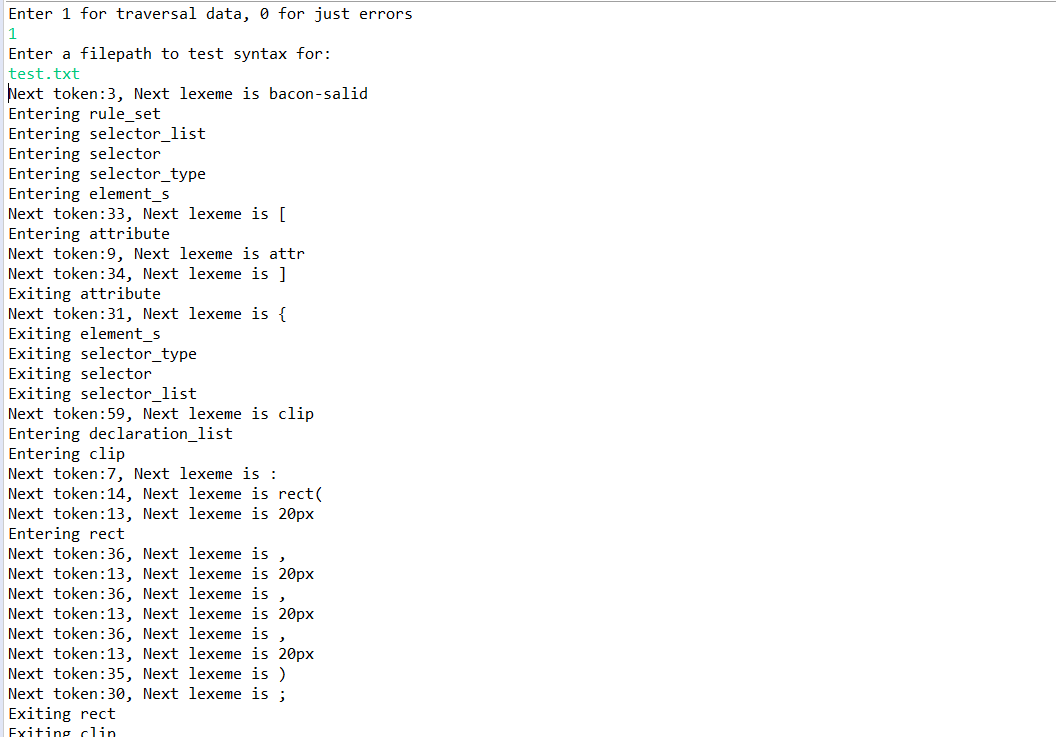 Enter 1 for traversal data, 0 for just errors
1
Enter a filepath to test syntax for:
test.txt
Next token:3, Next lexeme is bacon-salid
Entering rule_set
Entering selector_list
Entering selector
Entering selector_type
Entering element_s
Next token:33, Next lexeme is [
Entering attribute
Next token:9, Next lexeme is attr
Next token:34, Next lexeme is ]
Exiting attribute
Next token:31, Next lexeme is {
Exiting element_s
Exiting selector_type
Exiting selector
Exiting selector_list
Next token:59, Next lexeme is clip
Entering declaration_list
Entering clip
Next token:7, Next lexeme is :
Next token:14, Next lexeme is rect(
Next token:13, Next lexeme is 20px
Entering rect
Next token:36, Next lexeme is ,
Next token:13, Next lexeme is 20px
Next token:36, Next lexeme is ,
Next token:13, Next lexeme is 20px
Next token:36, Next lexeme is ,
Next token:13, Next lexeme is 20px
Next token:35, Next lexeme is )
Next token:30, Next lexeme is ;
Exiting rect
Exiting clip